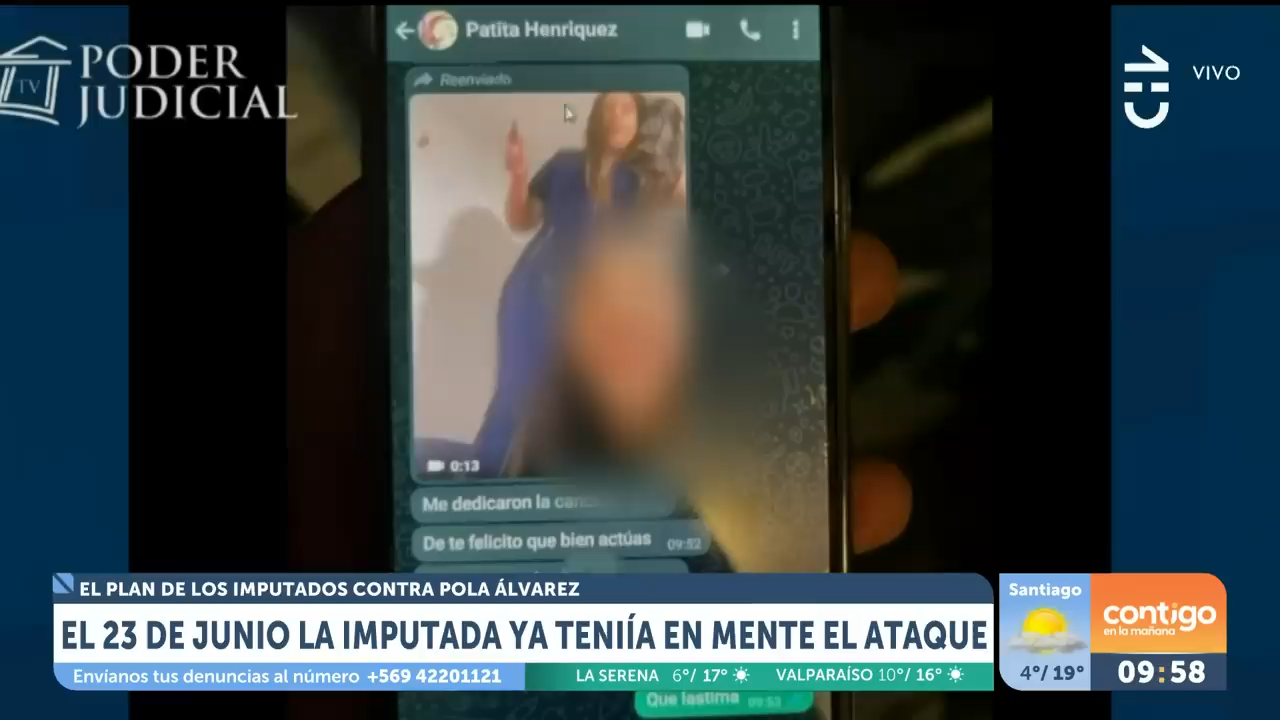 PODER
JUDICIAL
TV
Patita Henriquez
Reenviado
0:13
Me dedicaron la
De te felicito que bien actúas
09:52
CHV
VIVO
EL PLAN DE LOS IMPUTADOS CONTRA POLA ÁLVAREZ
EL 23 DE JUNIO LA IMPUTADA YA TENIÍA EN MENTE EL ATAQUE
Envíanos tus denuncias al número +569 42201121
LA SERENA 6°/ 17° VALPARAÍSO 10°/ 16°
Santiago
4°/ 19°
contigo
en la mañana
09:58
Que lastima 09:53